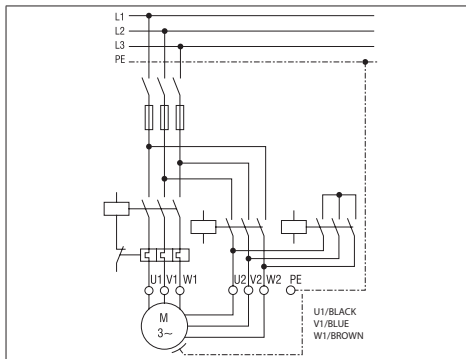 L1
L2
L3
PE
U1 V1 W1 U2 V2 W2 PE
M
3~
U1/BLACK
V1/BLUE
W1/BROWN